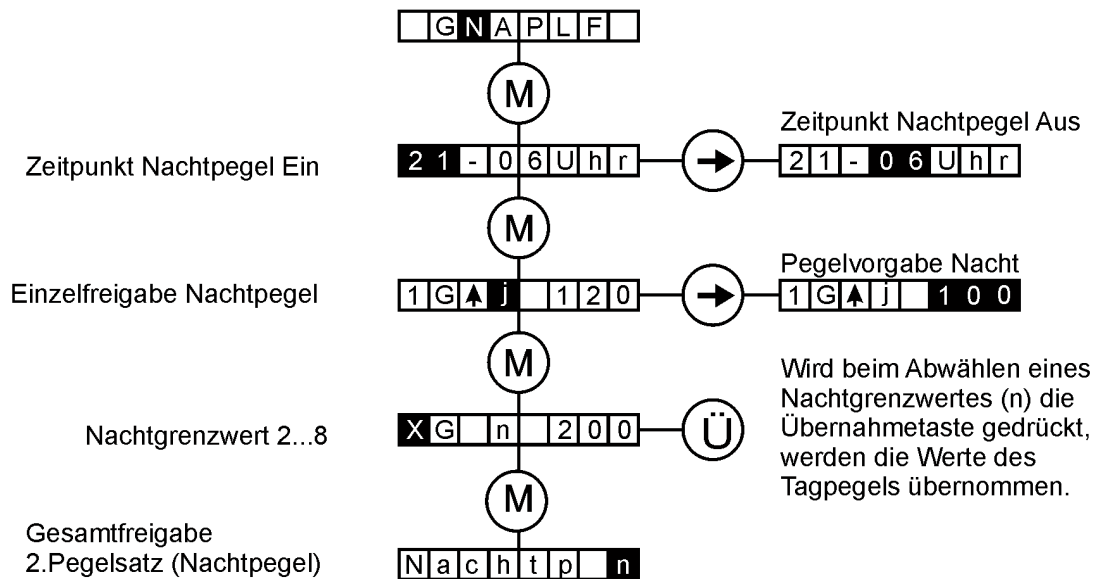 GNAPLF
M
Zeitpunkt Nachtpegel Aus
Zeitpunkt Nachtpegel Ein
21-06Uhr
21-06Uhr
M
Pegelvorgabe Nacht
Einzelfreigabe Nachtpegel
1G j 120
1G j 100
M
Wird beim Abwählen eines
Nachtgrenzwertes (n) die
Übernahmetaste gedrückt,
werden die Werte des
Tagpegels übernommen.
Nachtgrenzwert 2...8
XG n 200
Ü
M
Gesamtfreigabe
2.Pegelsatz (Nachtpegel)
Nachtp n